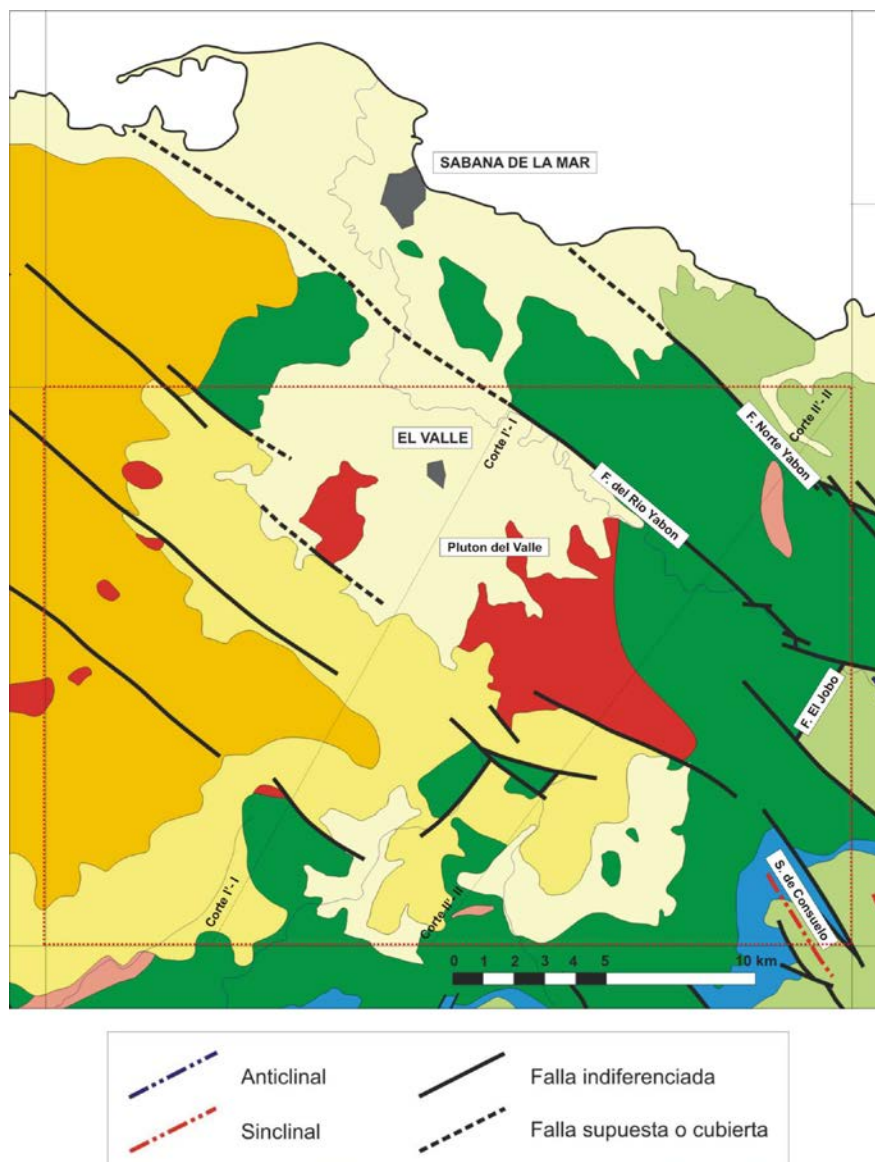 SABANA DE LA MAR
EL VALLE
Corte I'- I
Corte II'- II
F. Norte Yabon
F. del Rio Yabon
Pluton del Valle
F. El Jobo
S. de Consuelo
Corte I'- I
Corte II'- II
0 1 2 3 4 5 10 km
Anticlinal
Falla indiferenciada
Sinclinal
Falla supuesta o cubierta